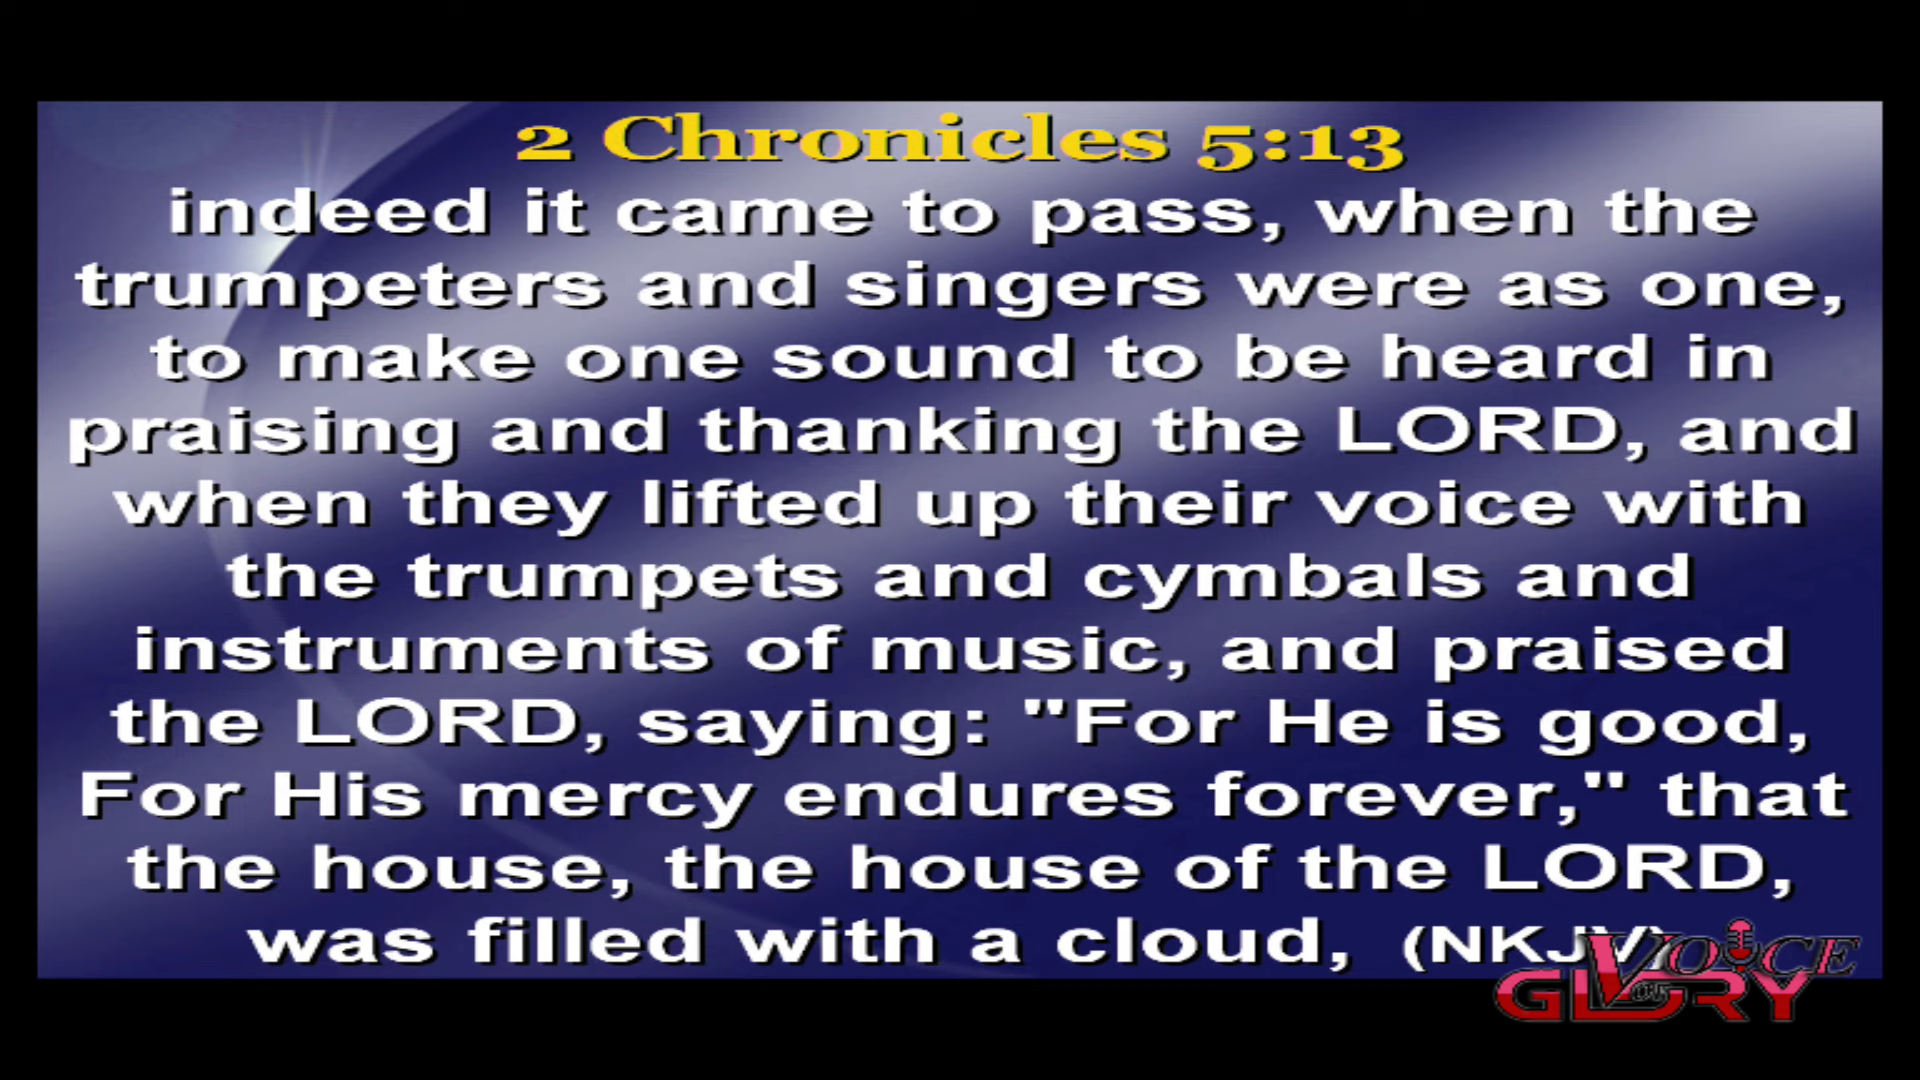 2 Chronicles 5:13
indeed it came to pass, when the
trumpeters and singers were as one,
to make one sound to be heard in
praising and thanking the LORD, and
when they lifted up their voice with
the trumpets and cymbals and
instruments of music, and praised
the LORD, saying: "For He is good,
For His mercy endures forever," that
the house, the house of the LORD,
was filled with a cloud, (NKJV)
VOICE
OF
GLORY